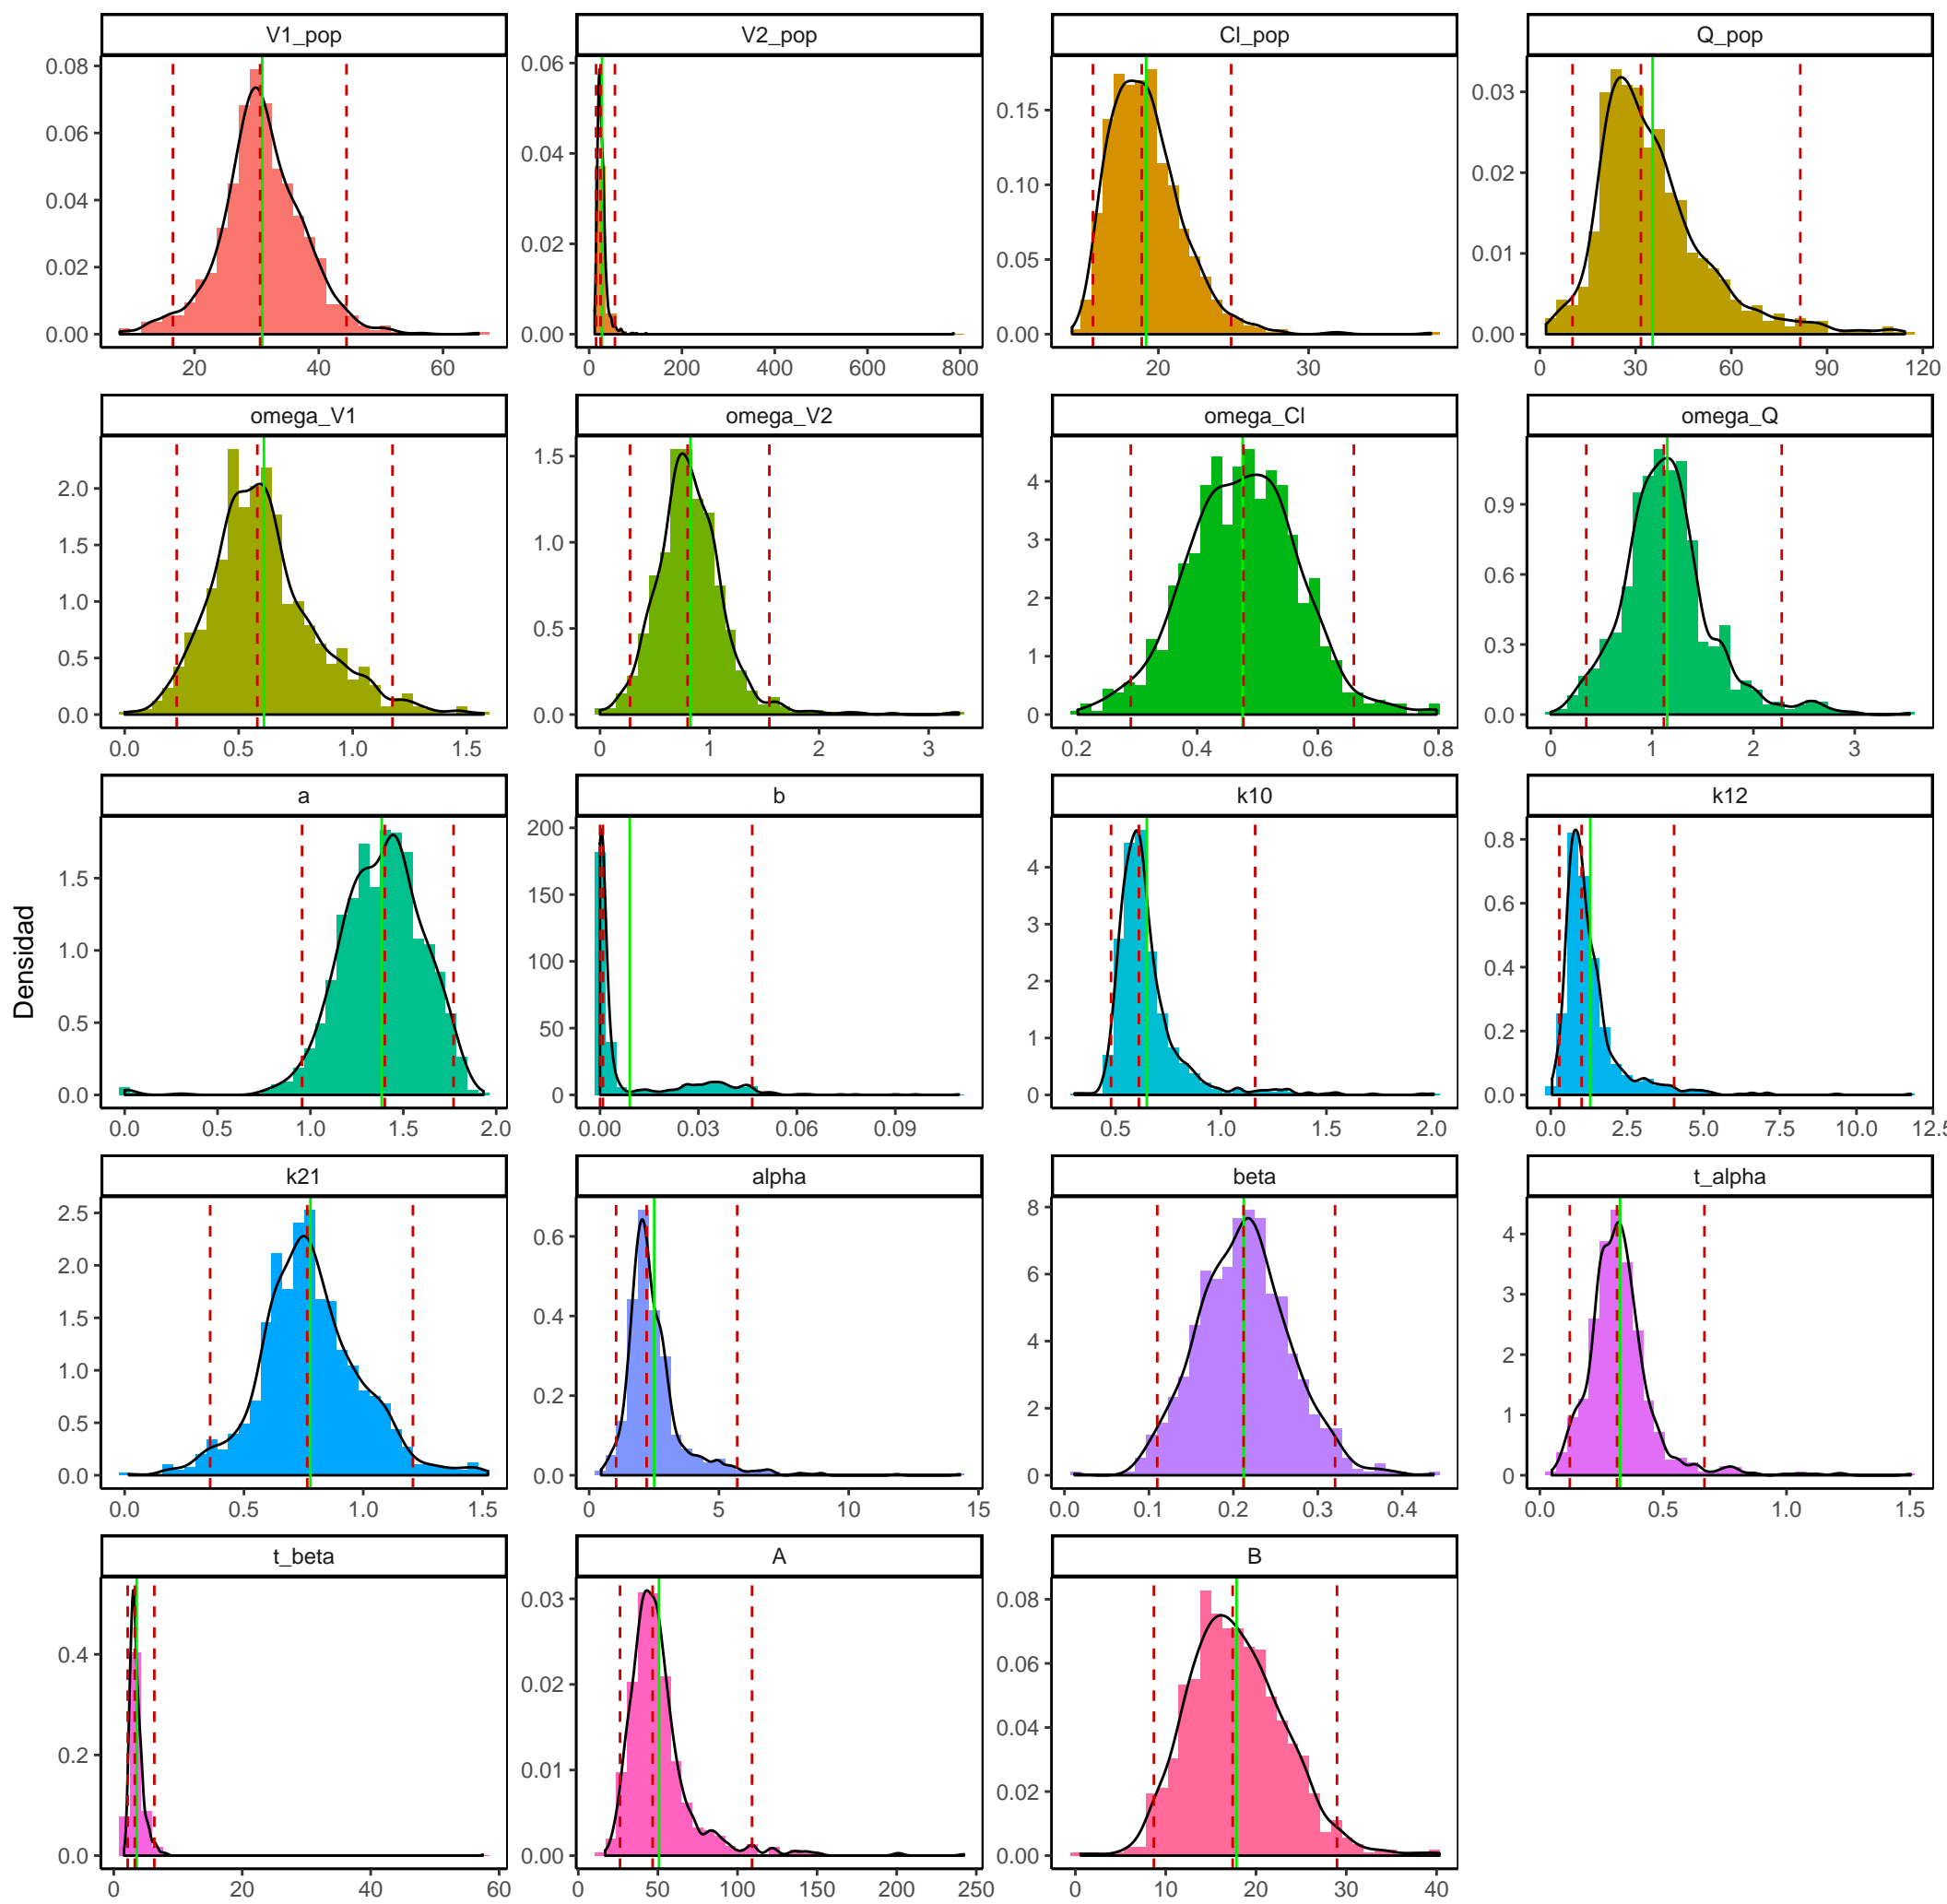 V1_pop V2_pop Cl_pop Q_pop
0.08 0.06 0.04 0.02 0.00
0.06 0.04 0.02 0.00
0.15 0.10 0.05 0.00
0.03 0.02 0.01 0.00
20 40 60
0 200 400 600 800
20 30
0 30 60 90 120
omega_V1 omega_V2 omega_Cl omega_Q
2.0 1.5 1.0 0.5 0.0
1.5 1.0 0.5 0.0
4 3 2 1 0
0.9 0.6 0.3 0.0
0.0 0.5 1.0 1.5
0 1 2 3
0.2 0.4 0.6 0.8
0 1 2 3
a b k10 k12
Densidad
1.5 1.0 0.5 0.0
200 150 100 50 0
4 3 2 1 0
0.8 0.6 0.4 0.2 0.0
0.0 0.5 1.0 1.5 2.0
0.00 0.03 0.06 0.09
0.5 1.0 1.5 2.0
0.0 2.5 5.0 7.5 10.0
k21 alpha beta t_alpha
2.5 2.0 1.5 1.0 0.5 0.0
0.6 0.4 0.2 0.0
8 6 4 2 0
4 3 2 1 0
0.0 0.5 1.0 1.5
0 5 10 15
0.0 0.1 0.2 0.3 0.4
0.0 0.5 1.0 1.5
t_beta A B
0.4 0.2 0.0
0.03 0.02 0.01 0.00
0.08 0.06 0.04 0.02 0.00
0 20 40 60
0 50 100 150 200 250
0 10 20 30 40